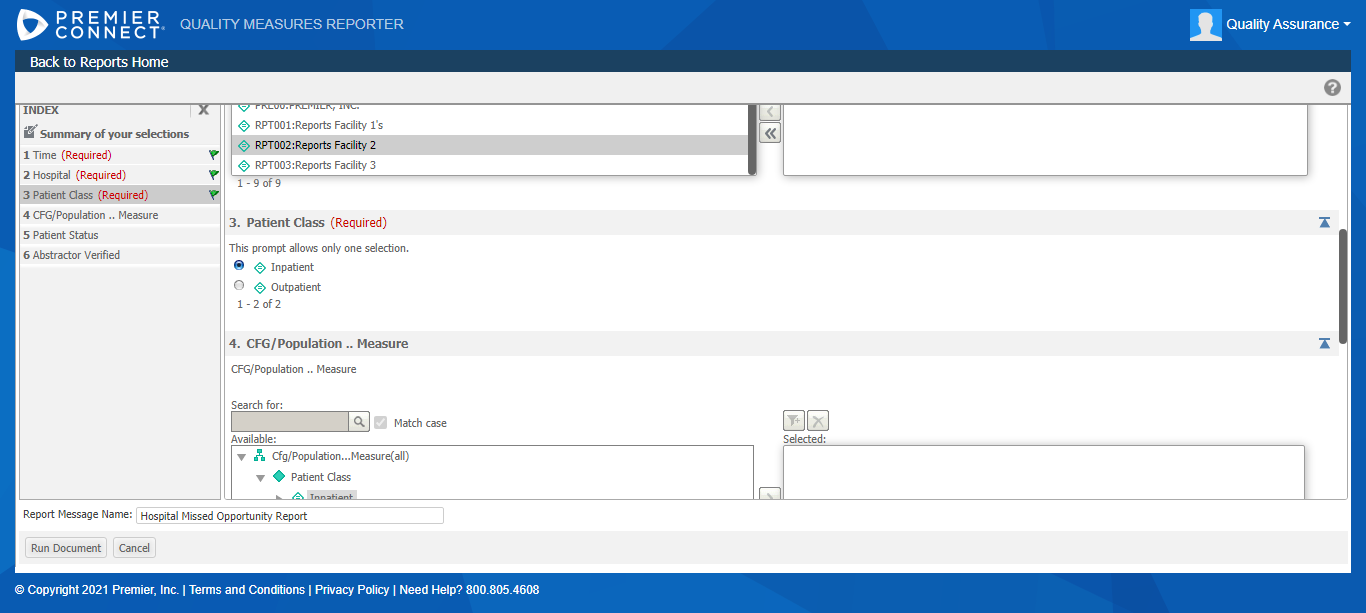 PREMIER
CONNECT
QUALITY MEASURES REPORTER
Quality Assurance
Back to Reports Home
INDEX
X
Summary of your selections
1 Time (Required)
2 Hospital (Required)
3 Patient Class (Required)
4 CFG/Population .. Measure
5 Patient Status
6 Abstractor Verified
PRE00:PREMIER, INC.
RPT001:Reports Facility 1's
RPT002:Reports Facility 2
RPT003:Reports Facility 3
1 - 9 of 9
3. Patient Class (Required)
This prompt allows only one selection.
Inpatient
Outpatient
1 - 2 of 2
4. CFG/Population .. Measure
CFG/Population .. Measure
Search for:
Match case
Available:
Selected:
Cfg/Population...Measure(all)
Patient Class
Inpatient
Report Message Name: Hospital Missed Opportunity Report
Run Document Cancel
© Copyright 2021 Premier, Inc. | Terms and Conditions | Privacy Policy | Need Help? 800.805.4608